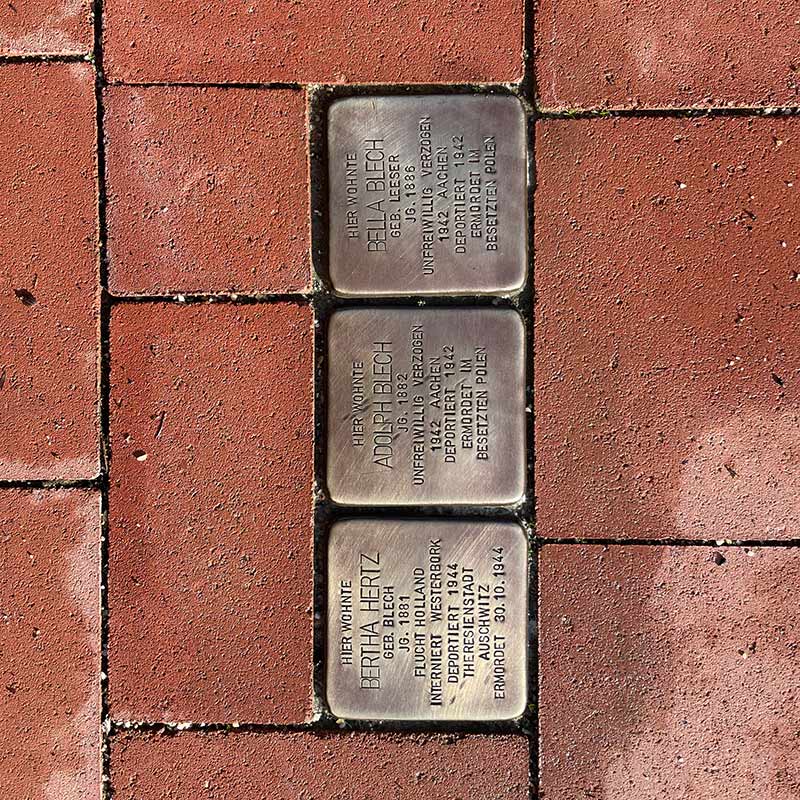 HIER WOHNTE
BELLA BLECH
GEB. LEESER
JG. 1886
UNFREIWILLIG VERZOGEN
1942 AACHEN
DEPORTIERT 1942
ERMORDET IM
BESETZTEN POLEN
HIER WOHNTE
ADOLPH BLECH
JG. 1882
UNFREIWILLIG VERZOGEN
1942 AACHEN
DEPORTIERT 1942
ERMORDET IM
BESETZTEN POLEN
HIER WOHNTE
BERTHA HERTZ
GEB. BLECH
JG. 1881
FLUCHT HOLLAND
INTERNIERT WESTERBORK
DEPORTIERT 1944
THERESIENSTADT
AUSCHWITZ
ERMORDET 30.10.1944